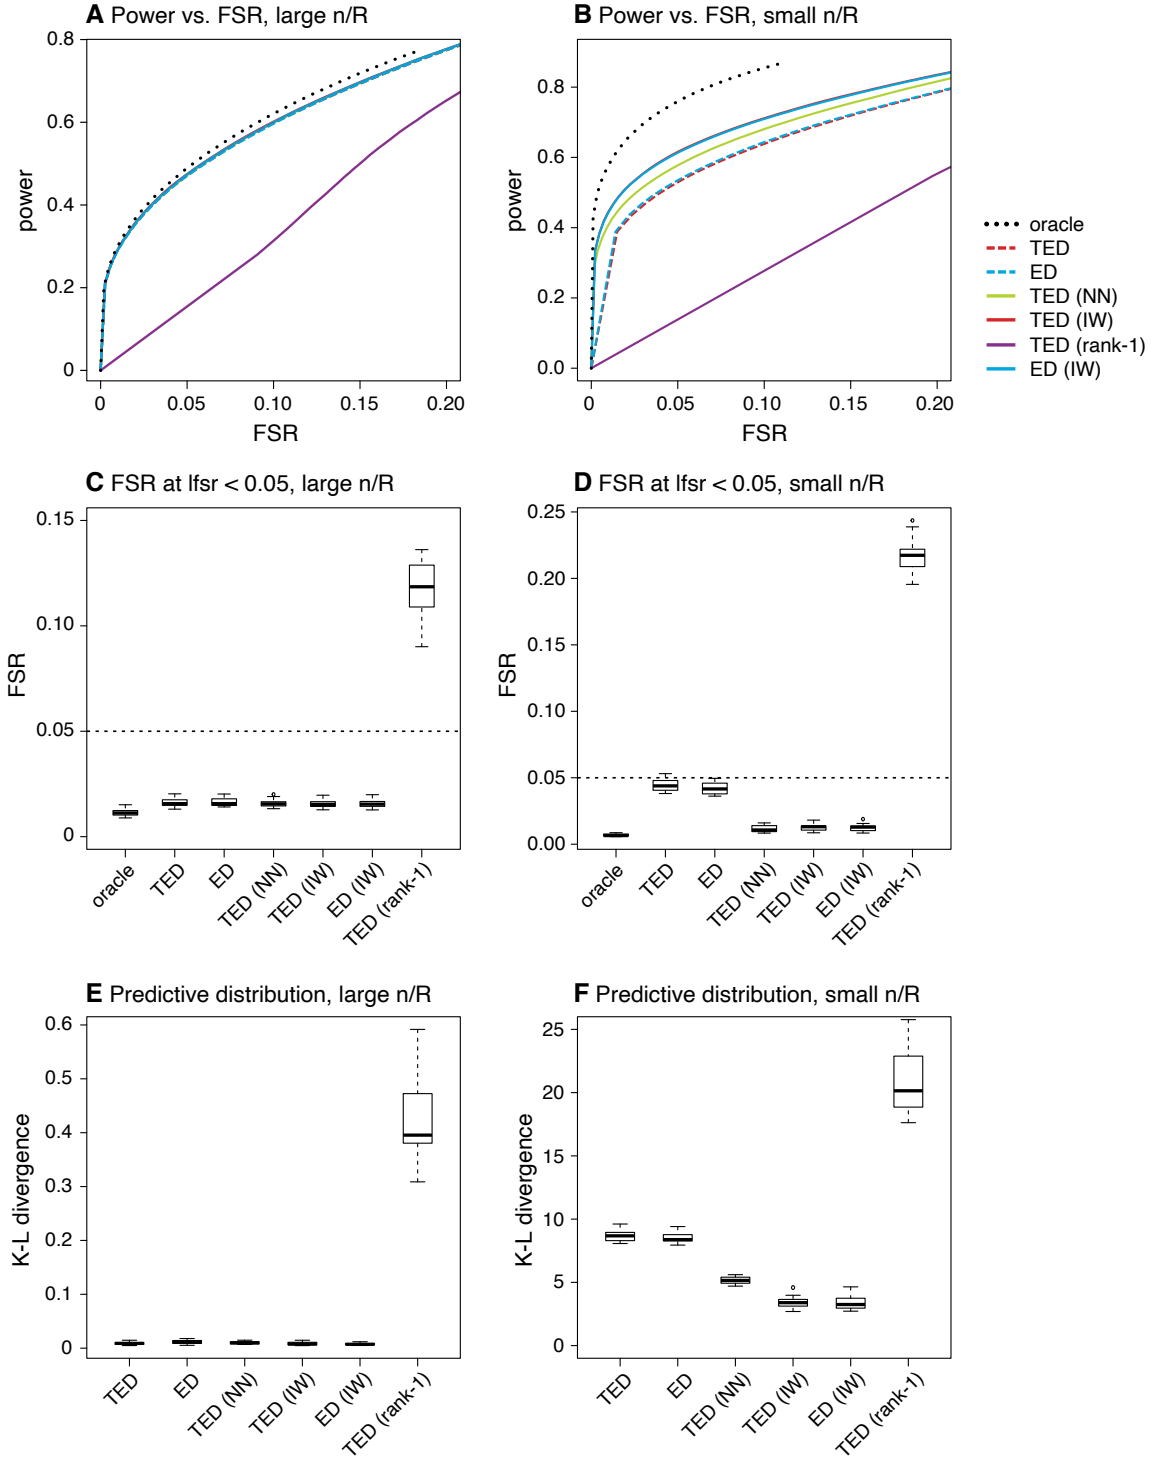 A Power vs. FSR, large n/R
0.8
0.6
0.4
0.2
0
power
0 0.05 0.10 0.15 0.20
FSR
B Power vs. FSR, small n/R
0.8
0.6
0.4
0.2
0.0
power
0 0.05 0.10 0.15 0.20
FSR
oracle
TED
ED
TED (NN)
TED (IW)
TED (rank-1)
ED (IW)
C FSR at lfsr < 0.05, large n/R
0.15
0.10
0.05
0
FSR
oracle
TED
ED
TED (NN)
TED (IW)
ED (IW)
TED (rank-1)
D FSR at lfsr < 0.05, small n/R
0.25
0.20
0.15
0.10
0.05
0.00
FSR
oracle
TED
ED
TED (NN)
TED (IW)
ED (IW)
TED (rank-1)
E Predictive distribution, large n/R
0.6
0.5
0.4
0.3
0.2
0.1
0
K-L divergence
TED
ED
TED (NN)
TED (IW)
ED (IW)
TED (rank-1)
F Predictive distribution, small n/R
25
20
15
10
5
0
K-L divergence
TED
ED
TED (NN)
TED (IW)
ED (IW)
TED (rank-1)